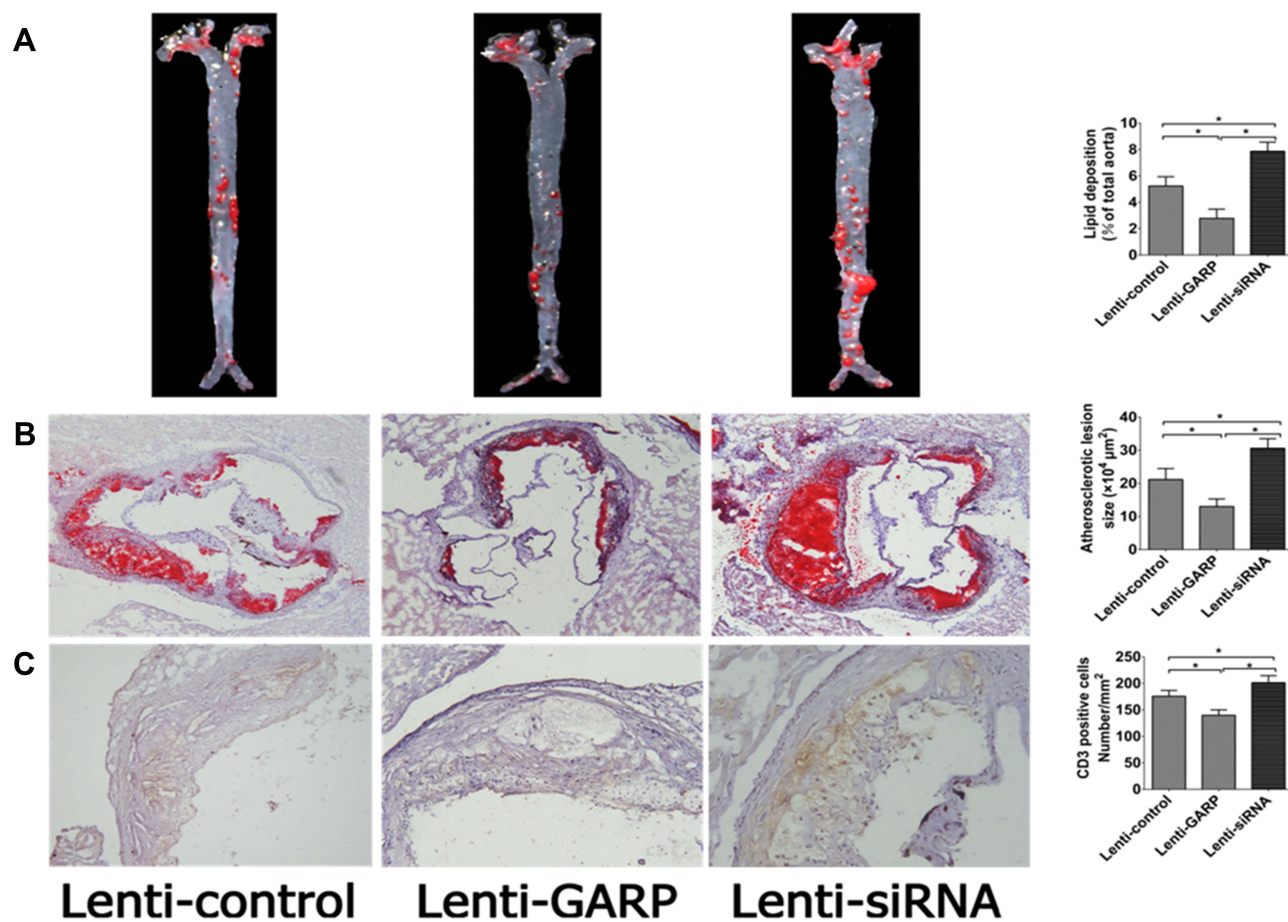 A
Lipid deposition
(% of total aorta)
10
8
6
4
2
0
*
*
*
Lenti-control
Lenti-GARP
Lenti-siRNA
B
Atherosclerotic lesion
size (×10⁴ μm²)
40
30
20
10
0
*
*
*
Lenti-control
Lenti-GARP
Lenti-siRNA
C
CD3 positive cells
Number/mm²
250
200
150
100
50
0
*
*
*
Lenti-control
Lenti-GARP
Lenti-siRNA
Lenti-control
Lenti-GARP
Lenti-siRNA